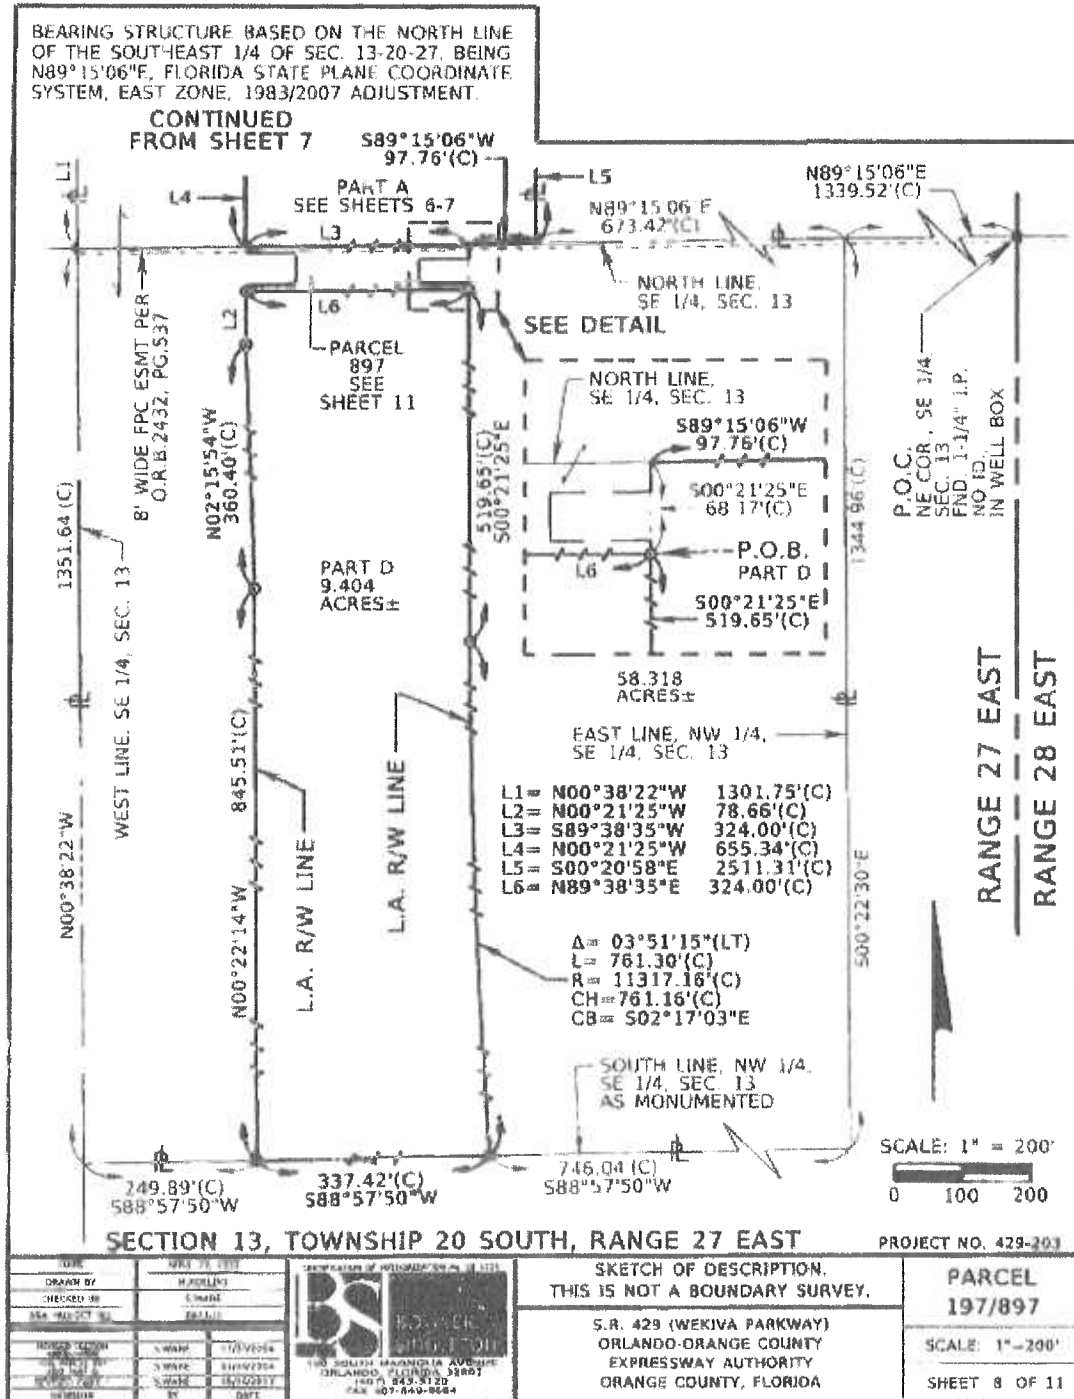 BEARING STRUCTURE BASED ON THE NORTH LINE
OF THE SOUTHEAST 1/4 OF SEC. 13-20-27, BEING
N89°15'06"E, FLORIDA STATE PLANE COORDINATE
SYSTEM, EAST ZONE, 1983/2007 ADJUSTMENT.
CONTINUED
FROM SHEET 7
S89°15'06"W
97.76'(C)
L1
L4
PART A
SEE SHEETS 6-7
L3
L5
N89°15'06"E
673.42'(C)
N89°15'06"E
1339.52'(C)
NORTH LINE,
SE 1/4, SEC. 13
L2
L6
SEE DETAIL
8' WIDE FPC ESMT PER
O.R.B.2432, PG.537
PARCEL
897
SEE
SHEET 11
NORTH LINE,
SE 1/4, SEC. 13
S89°15'06"W
97.76'(C)
S00°21'25"E
68.17'(C)
L6
P.O.B.
PART D
S00°21'25"E
519.65'(C)
P.O.C.
NE COR., SE 1/4,
SEC. 13
FND. 1-1/4" I.P.
NO ID.
IN WELL BOX
N02°15'54"W
360.40'(C)
519.65'(C)
S00°21'25"E
1351.64'(C)
WEST LINE, SE 1/4, SEC. 13
1344.96'(C)
PART D
9.404
ACRES±
58.318
ACRES±
EAST LINE, NW 1/4,
SE 1/4, SEC. 13
RANGE 27 EAST
RANGE 28 EAST
845.51'(C)
L.A. R/W LINE
L.A. R/W LINE
L1= N00°38'22"W 1301.75'(C)
L2= N00°21'25"W 78.66'(C)
L3= S89°38'35"W 324.00'(C)
L4= N00°21'25"W 655.34'(C)
L5= S00°20'58"E 2511.31'(C)
L6= N89°38'35"E 324.00'(C)
N00°38'22"W
N00°22'14"W
S00°22'30"E
Δ= 03°51'15"(LT)
L= 761.30'(C)
R= 11317.16'(C)
CH=761.16'(C)
CB= S02°17'03"E
SOUTH LINE, NW 1/4,
SE 1/4, SEC. 13
AS MONUMENTED
249.89'(C)
S88°57'50"W
337.42'(C)
S88°57'50"W
746.04'(C)
S88°57'50"W
SCALE: 1" = 200'
0 100 200
SECTION 13, TOWNSHIP 20 SOUTH, RANGE 27 EAST
PROJECT NO. 429-203
DRAWN BY
CHECKED BY
BY DATE
ORLANDO, FLORIDA 32801
SKETCH OF DESCRIPTION.
THIS IS NOT A BOUNDARY SURVEY.
S.R. 429 (WEKIVA PARKWAY)
ORLANDO-ORANGE COUNTY
EXPRESSWAY AUTHORITY
ORANGE COUNTY, FLORIDA
PARCEL
197/897
SCALE: 1"=200'
SHEET 8 OF 11